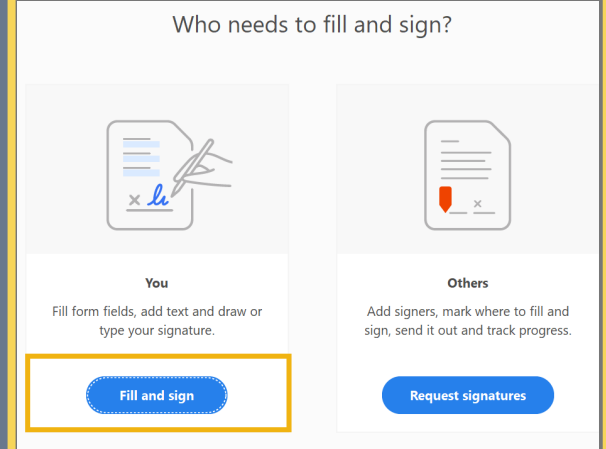 Who needs to fill and sign?
You
Fill form fields, add text and draw or
type your signature.
Fill and sign
Others
Add signers, mark where to fill and
sign, send it out and track progress.
Request signatures